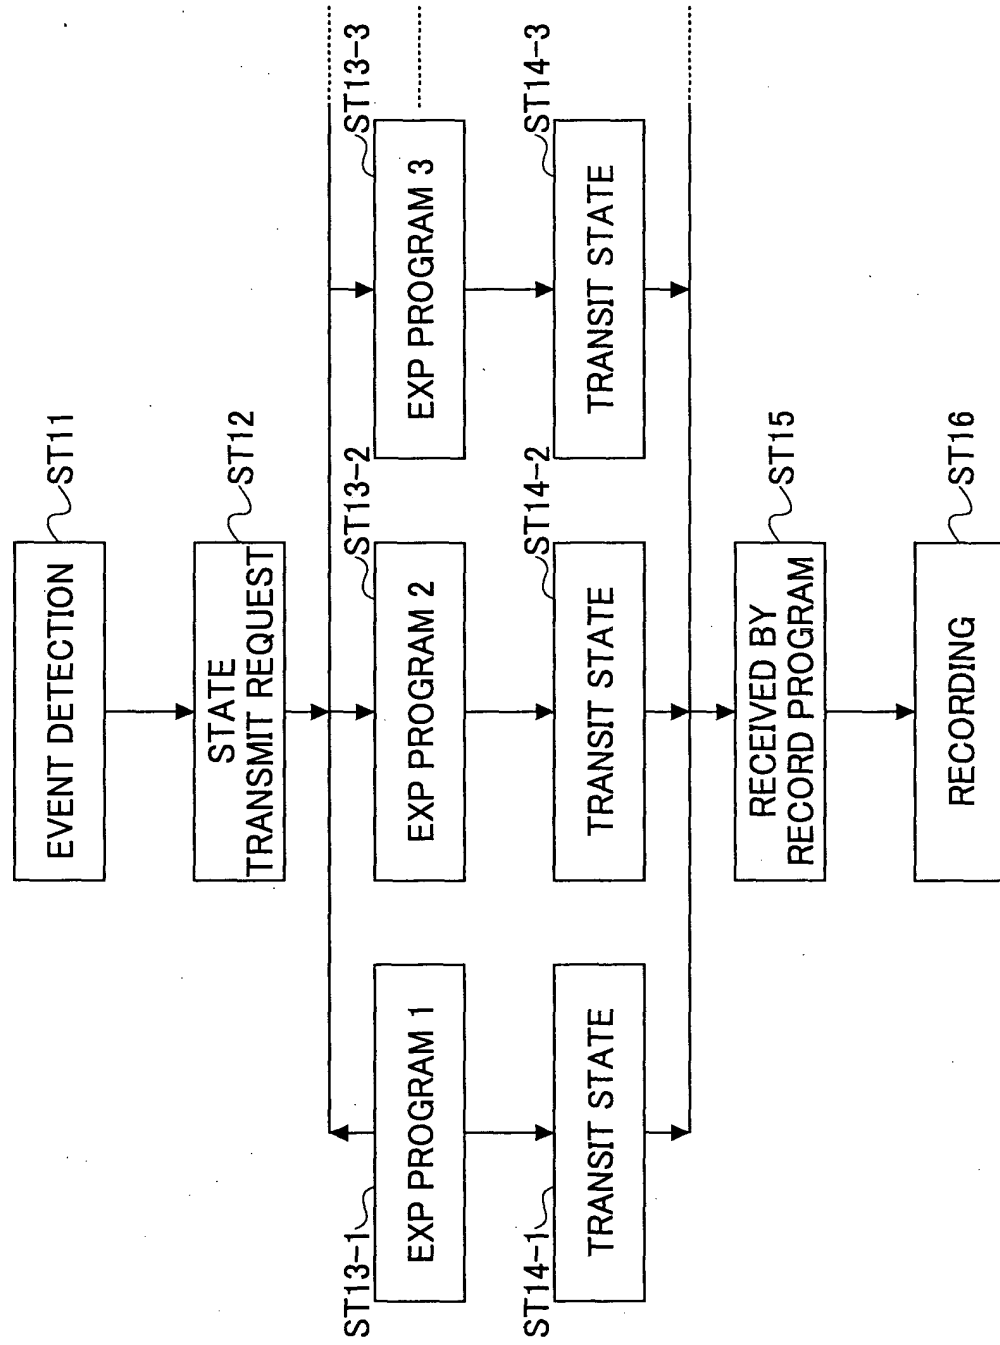 EVENT DETECTION
ST11
STATE
TRANSMIT REQUEST
ST12
EXP PROGRAM 1
ST13-1
EXP PROGRAM 2
ST13-2
EXP PROGRAM 3
ST13-3
TRANSIT STATE
ST14-1
TRANSIT STATE
ST14-2
TRANSIT STATE
ST14-3
RECEIVED BY
RECORD PROGRAM
ST15
RECORDING
ST16